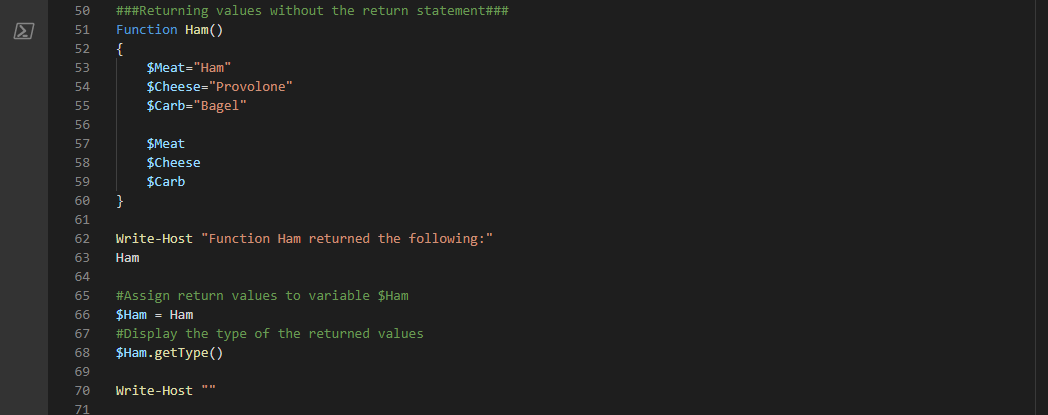 50 ###Returning values without the return statement###
51 Function Ham()
52 {
53     $Meat="Ham"
54     $Cheese="Provolone"
55     $Carb="Bagel"
56
57     $Meat
58     $Cheese
59     $Carb
60 }
61
62 Write-Host "Function Ham returned the following:"
63 Ham
64
65 #Assign return values to variable $Ham
66 $Ham = Ham
67 #Display the type of the returned values
68 $Ham.getType()
69
70 Write-Host ""
71